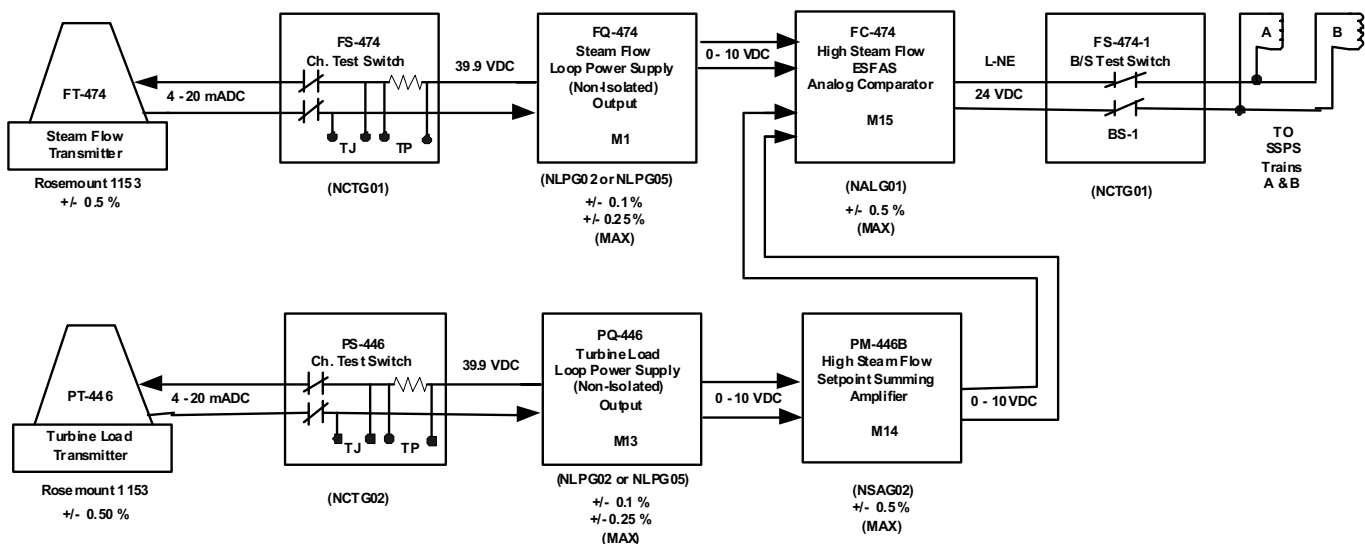 FT-474
Steam Flow
Transmitter
Rosemount 1153
+/- 0.5 %
4 - 20 mADC
FS-474
Ch. Test Switch
TJ
TP
(NCTG01)
39.9 VDC
FQ-474
Steam Flow
Loop Power Supply
(Non-Isolated)
Output
M1
(NLPG02 or NLPG05)
+/- 0.1 %
+/- 0.25 %
(MAX)
0 - 10 VDC
FC-474
High Steam Flow
ESFAS
Analog Comparator
M15
(NALG01)
+/- 0.5 %
(MAX)
L-NE
24 VDC
FS-474-1
B/S Test Switch
BS-1
(NCTG01)
A
B
TO
SSPS
Trains
A & B
PT-446
Turbine Load
Transmitter
Rosemount 1153
+/- 0.50 %
4 - 20 mADC
PS-446
Ch. Test Switch
TJ
TP
(NCTG02)
39.9 VDC
PQ-446
Turbine Load
Loop Power Supply
(Non-Isolated)
Output
M13
(NLPG02 or NLPG05)
+/- 0.1 %
+/- 0.25 %
(MAX)
0 - 10 VDC
PM-446B
High Steam Flow
Setpoint Summing
Amplifier
M14
(NSAG02)
+/- 0.5 %
(MAX)
0 - 10 VDC